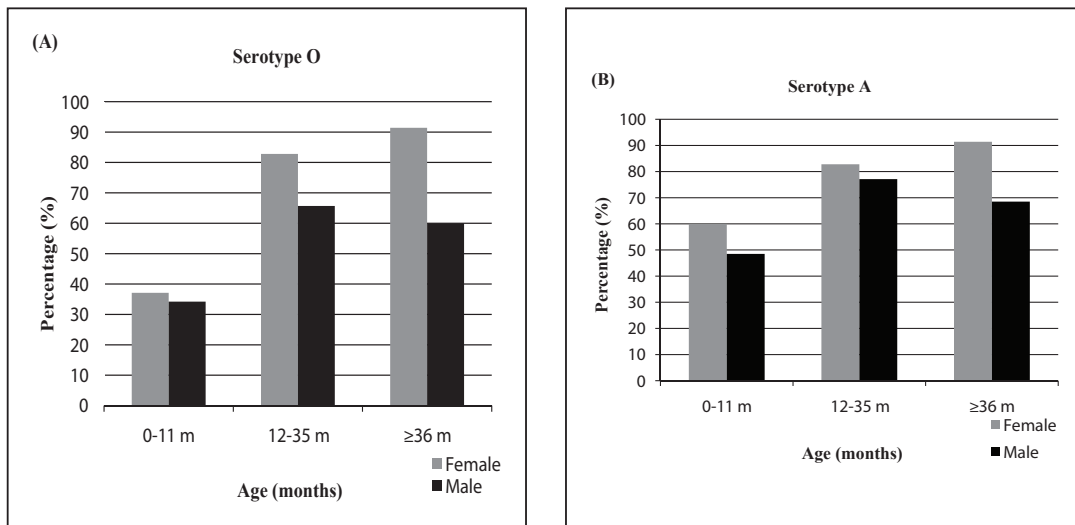 (A)
Serotype O
Percentage (%)
100
90
80
70
60
50
40
30
20
10
0
0-11 m 12-35 m ≥36 m
Female
Male
Age (months)
(B)
Serotype A
Percentage (%)
100
90
80
70
60
50
40
30
20
10
0
0-11 m 12-35 m ≥36 m
Female
Male
Age (months)